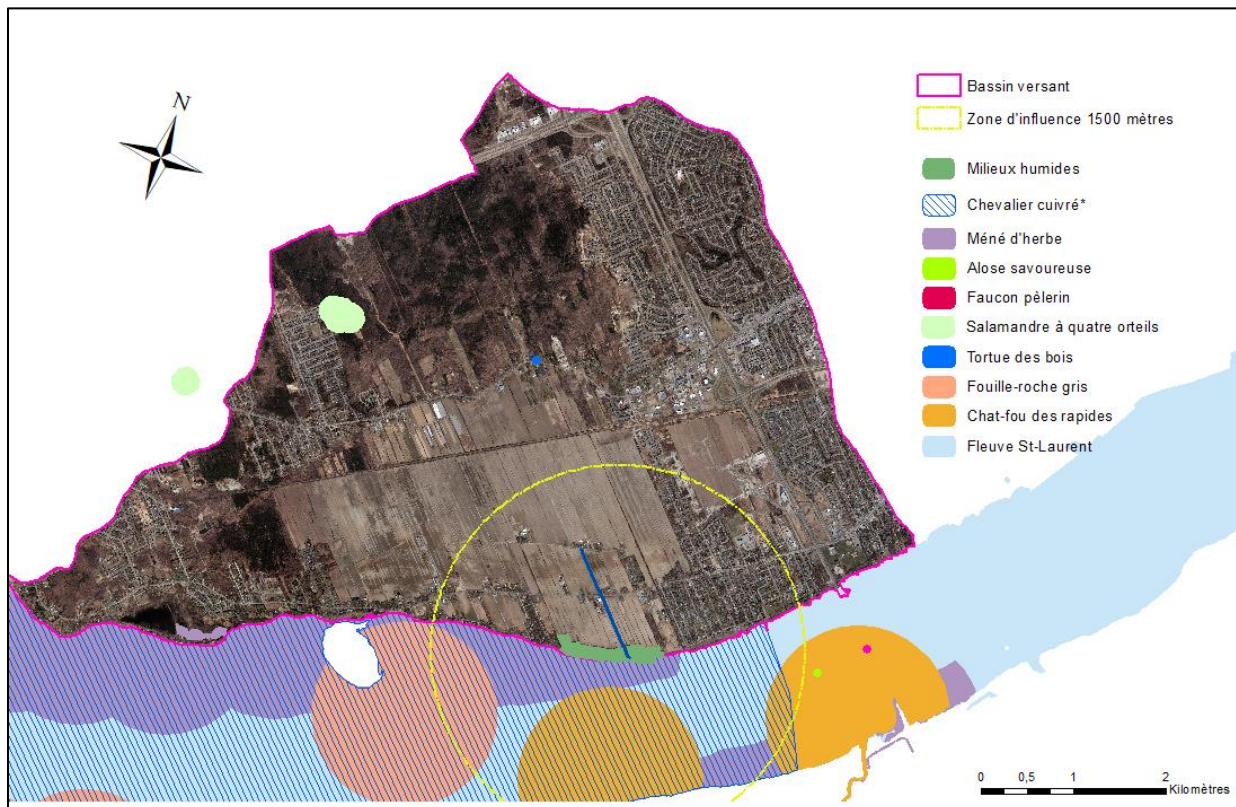 N
Bassin versant
Zone d'influence 1500 mètres
Milieux humides
Chevalier cuivré*
Méné d'herbe
Alose savoureuse
Faucon pèlerin
Salamandre à quatre orteils
Tortue des bois
Fouille-roche gris
Chat-fou des rapides
Fleuve St-Laurent
0 0,5 1 2
Kilomètres